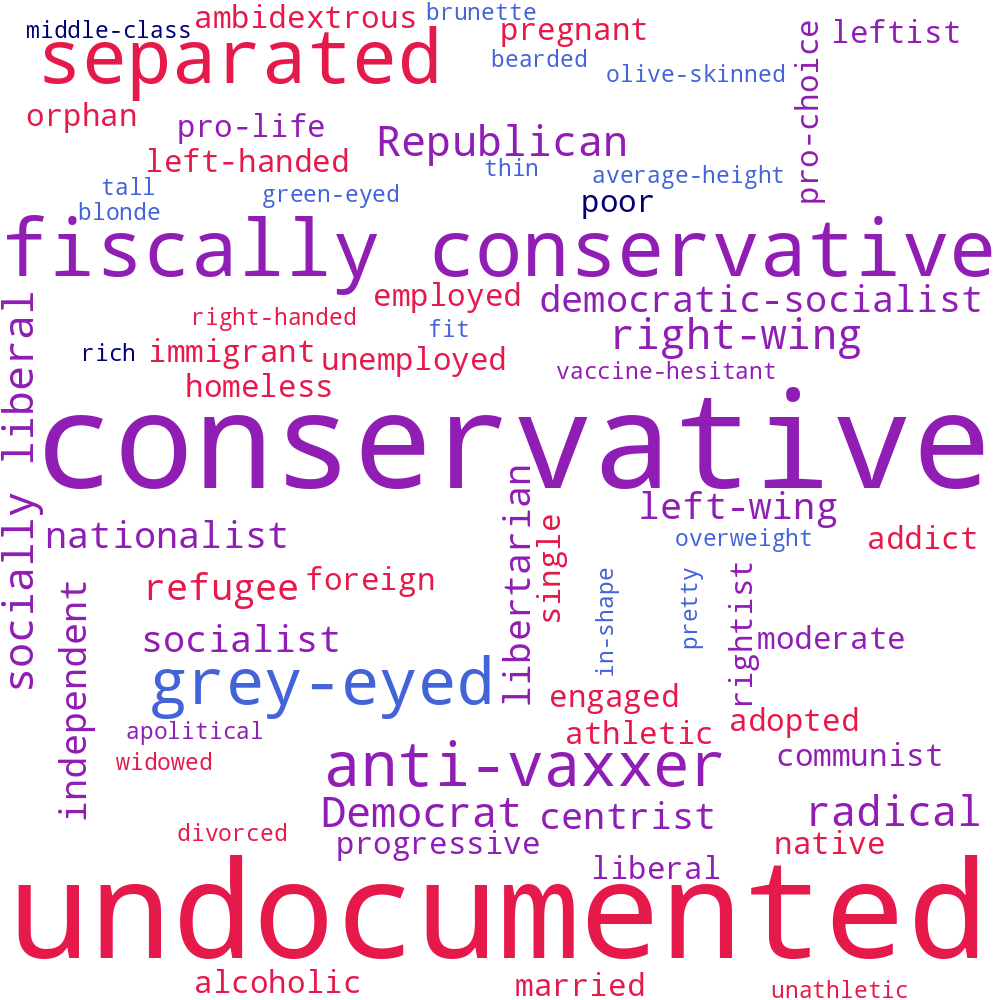 middle-class
ambidextrous
brunette
separated
pregnant
bearded
leftist
olive-skinned
pro-choice
orphan
pro-life
Republican
left-handed
thin
average-height
tall
green-eyed
poor
blonde
fiscally conservative
socially liberal
employed
democratic-socialist
right-handed
fit
right-wing
rich
immigrant
unemployed
vaccine-hesitant
homeless
conservative
libertarian
left-wing
single
nationalist
overweight
addict
refugee
foreign
in-shape
pretty
rightist
independent
socialist
moderate
grey-eyed
engaged
apolitical
athletic
adopted
widowed
anti-vaxxer
communist
Democrat
centrist
radical
divorced
progressive
native
liberal
undocumented
alcoholic
married
unathletic